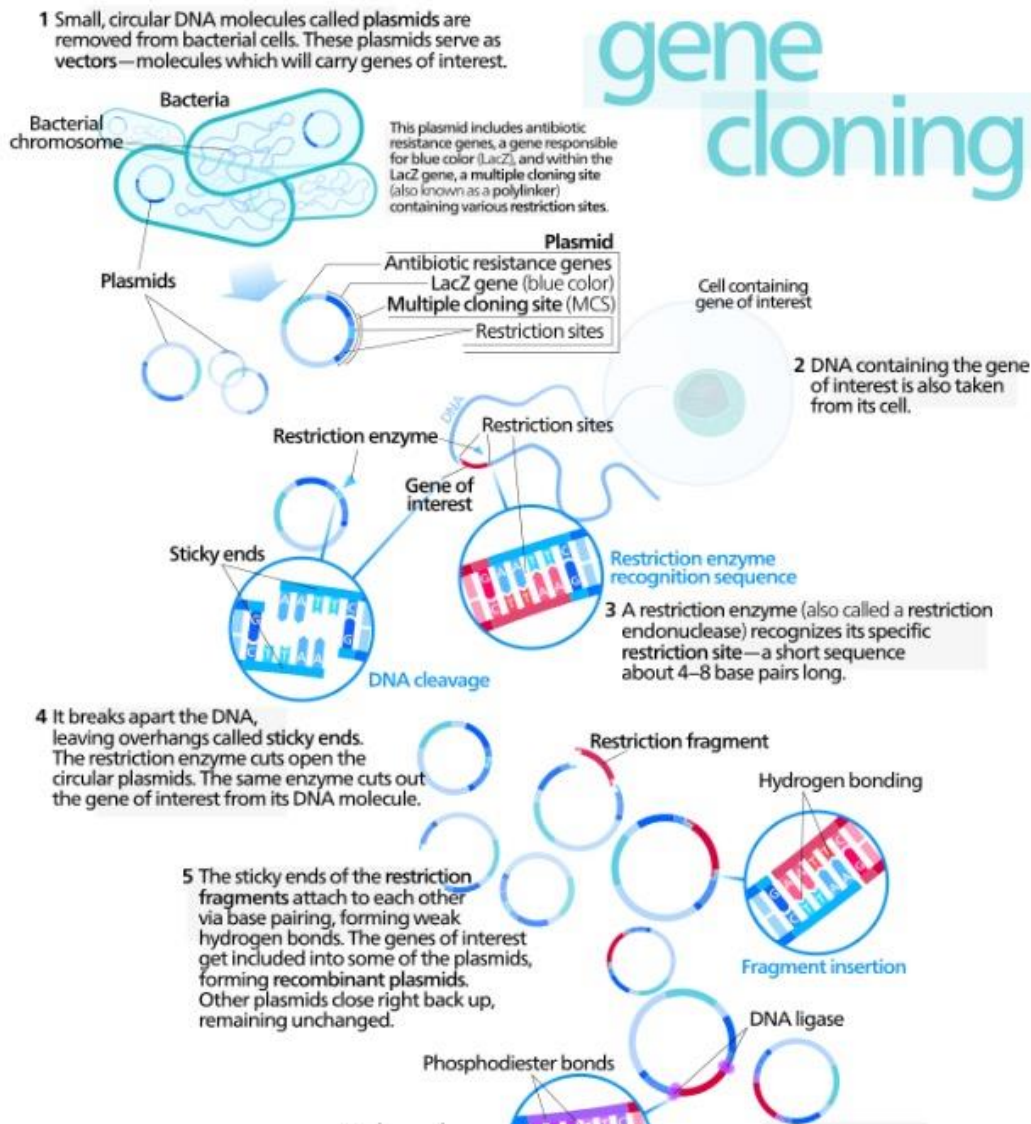 gene
cloning
1 Small, circular DNA molecules called plasmids are
removed from bacterial cells. These plasmids serve as
vectors—molecules which will carry genes of interest.
Bacteria
Bacterial
chromosome
This plasmid includes antibiotic
resistance genes, a gene responsible
for blue color (LacZ), and within the
LacZ gene, a multiple cloning site
(also known as a polylinker)
containing various restriction sites.
Plasmids
Plasmid
Antibiotic resistance genes
LacZ gene (blue color)
Multiple cloning site (MCS)
Restriction sites
Cell containing
gene of interest
2 DNA containing the gene
of interest is also taken
from its cell.
DNA
Restriction enzyme
Restriction sites
Gene of
interest
Sticky ends
A A T T C
G G
C T T A A
DNA cleavage
G A A T T C
C T T A A G
Restriction enzyme
recognition sequence
3 A restriction enzyme (also called a restriction
endonuclease) recognizes its specific
restriction site—a short sequence
about 4–8 base pairs long.
4 It breaks apart the DNA,
leaving overhangs called sticky ends.
The restriction enzyme cuts open the
circular plasmids. The same enzyme cuts out
the gene of interest from its DNA molecule.
Restriction fragment
Hydrogen bonding
G A A T T C
C T T A A G
Fragment insertion
5 The sticky ends of the restriction
fragments attach to each other
via base pairing, forming weak
hydrogen bonds. The genes of interest
get included into some of the plasmids,
forming recombinant plasmids.
Other plasmids close right back up,
remaining unchanged.
DNA ligase
Phosphodiester bonds